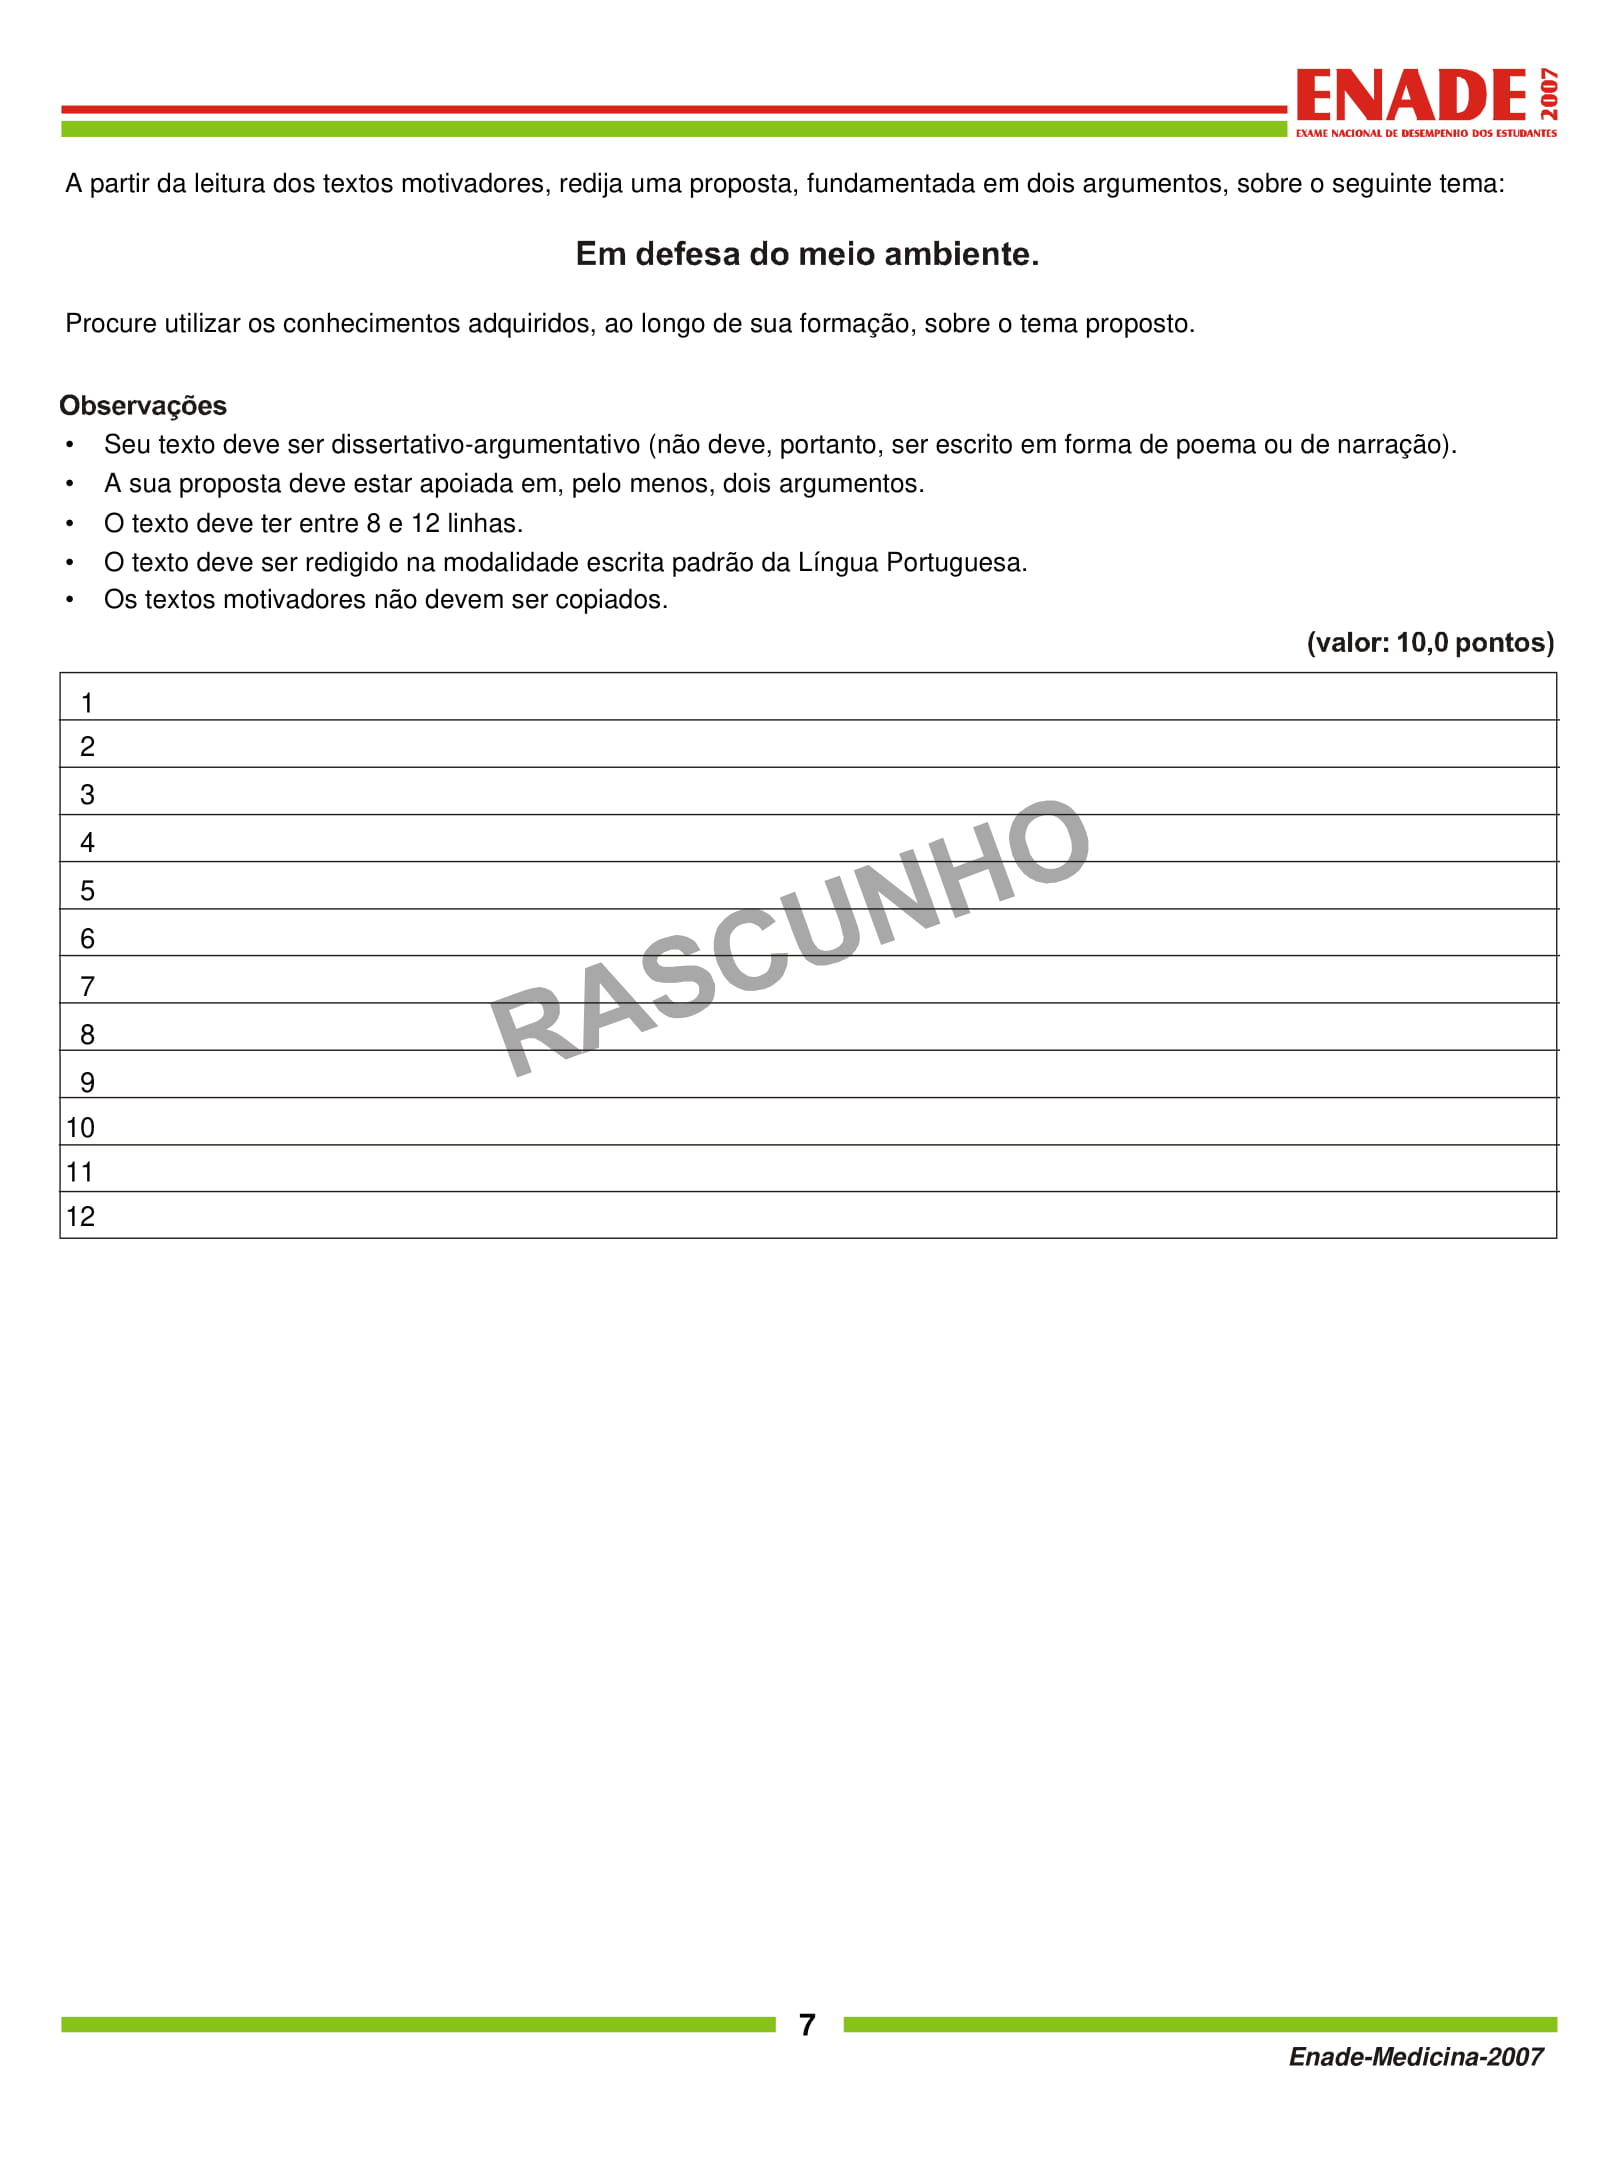 ENADE 2007
EXAME NACIONAL DE DESEMPENHO DOS ESTUDANTES
A partir da leitura dos textos motivadores, redija uma proposta, fundamentada em dois argumentos, sobre o seguinte tema:
Em defesa do meio ambiente.
Procure utilizar os conhecimentos adquiridos, ao longo de sua formação, sobre o tema proposto.
Observações
• Seu texto deve ser dissertativo-argumentativo (não deve, portanto, ser escrito em forma de poema ou de narração).
• A sua proposta deve estar apoiada em, pelo menos, dois argumentos.
• O texto deve ter entre 8 e 12 linhas.
• O texto deve ser redigido na modalidade escrita padrão da Língua Portuguesa.
• Os textos motivadores não devem ser copiados.
(valor: 10,0 pontos)
1
2
3
4
5
6
7
8
9
10
11
12
RASCUNHO
7
Enade-Medicina-2007